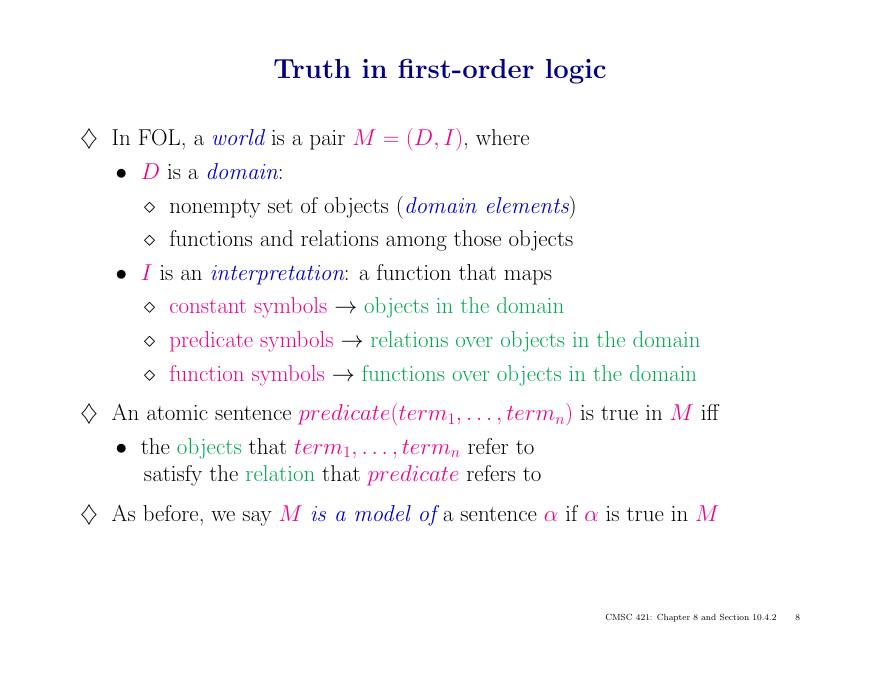 Truth in first-order logic
♢ In FOL, a world is a pair M = (D, I), where
• D is a domain:
⋄ nonempty set of objects (domain elements)
⋄ functions and relations among those objects
• I is an interpretation: a function that maps
⋄ constant symbols → objects in the domain
⋄ predicate symbols → relations over objects in the domain
⋄ function symbols → functions over objects in the domain
♢ An atomic sentence predicate(term₁, . . . , termₙ) is true in M iff
• the objects that term₁, . . . , termₙ refer to
satisfy the relation that predicate refers to
♢ As before, we say M is a model of a sentence α if α is true in M
CMSC 421: Chapter 8 and Section 10.4.2 8